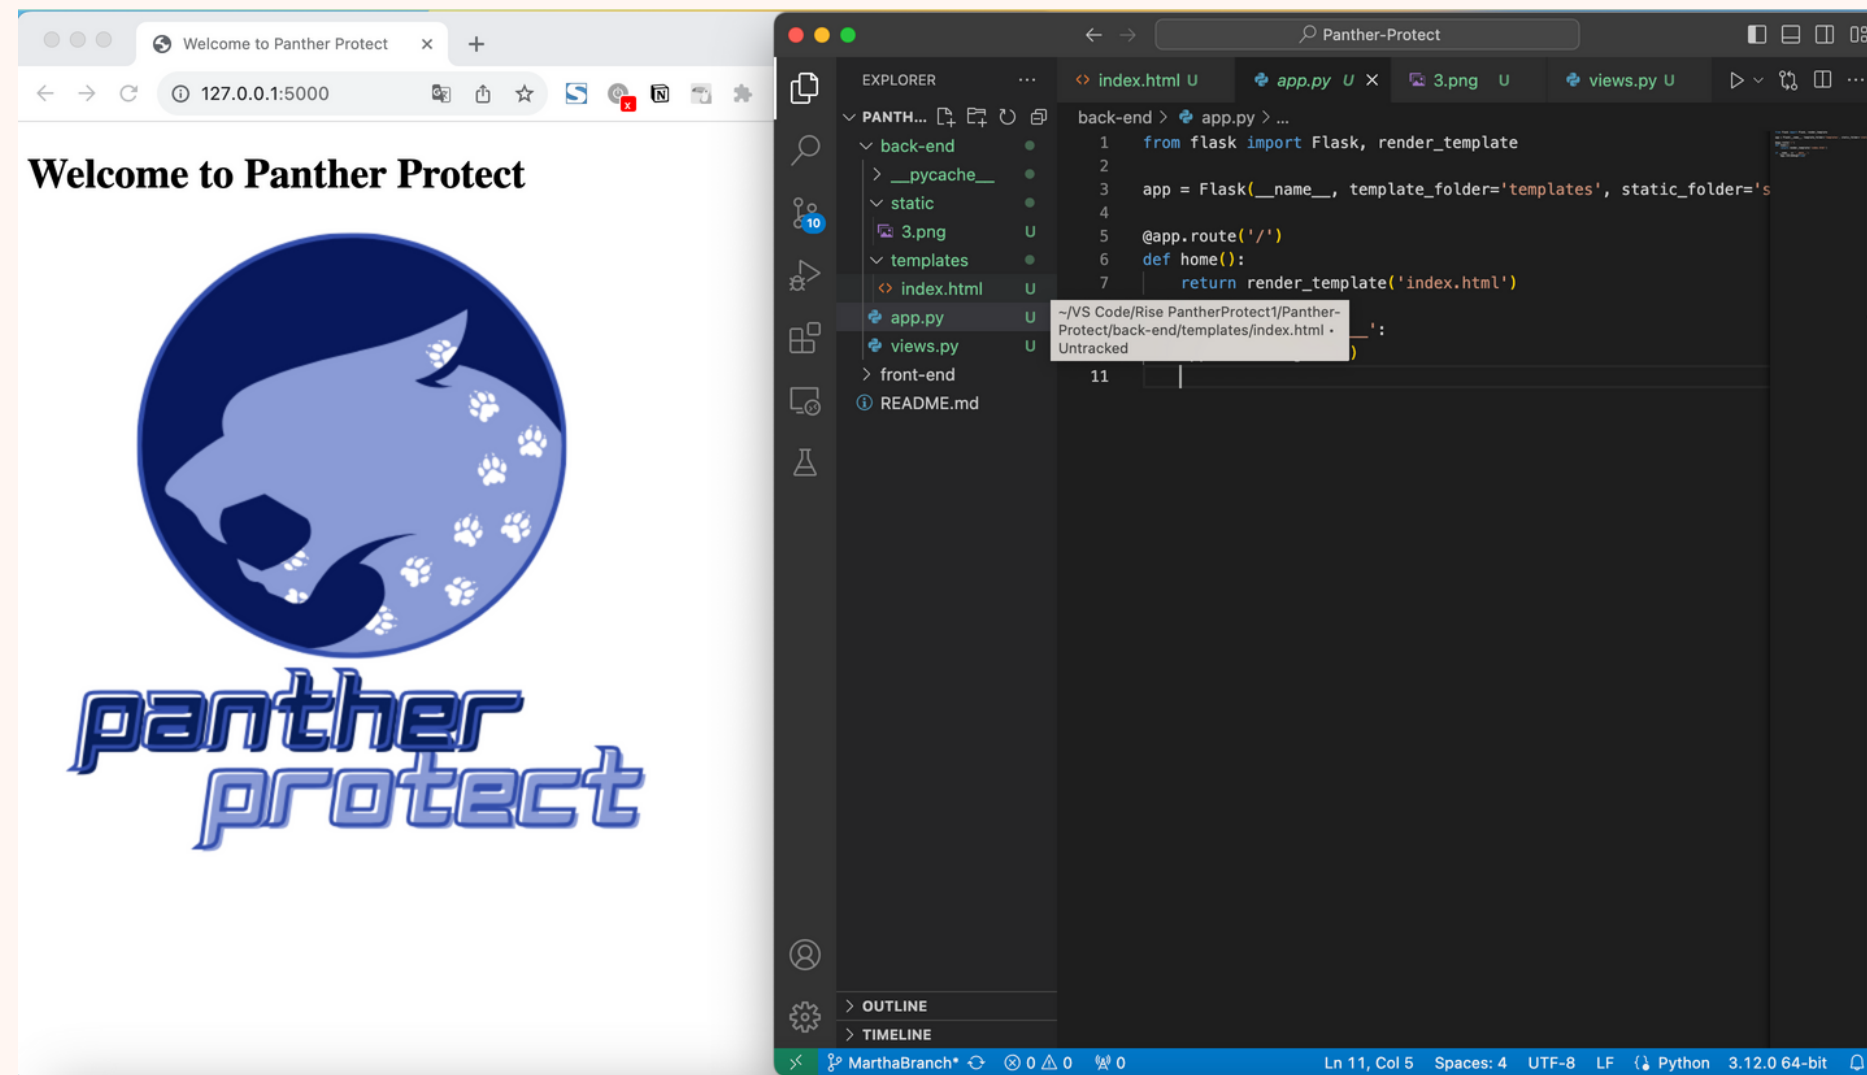 Welcome to Panther Protect
127.0.0.1:5000
Welcome to Panther Protect
panther
protect
Panther-Protect
EXPLORER
PANTH...
back-end
__pycache__
static
3.png U
templates
index.html U
app.py U
views.py U
front-end
README.md
OUTLINE
TIMELINE
10
index.html U app.py U 3.png U views.py U
back-end > app.py > ...
1 from flask import Flask, render_template
2
3 app = Flask(__name__, template_folder='templates', static_folder='s
4
5 @app.route('/')
6 def home():
7 return render_template('index.html')
~/VS Code/Rise PantherProtect1/Panther-
Protect/back-end/templates/index.html •
Untracked
__':
)
11
MarthaBranch* 0 0 0 Ln 11, Col 5 Spaces: 4 UTF-8 LF Python 3.12.0 64-bit